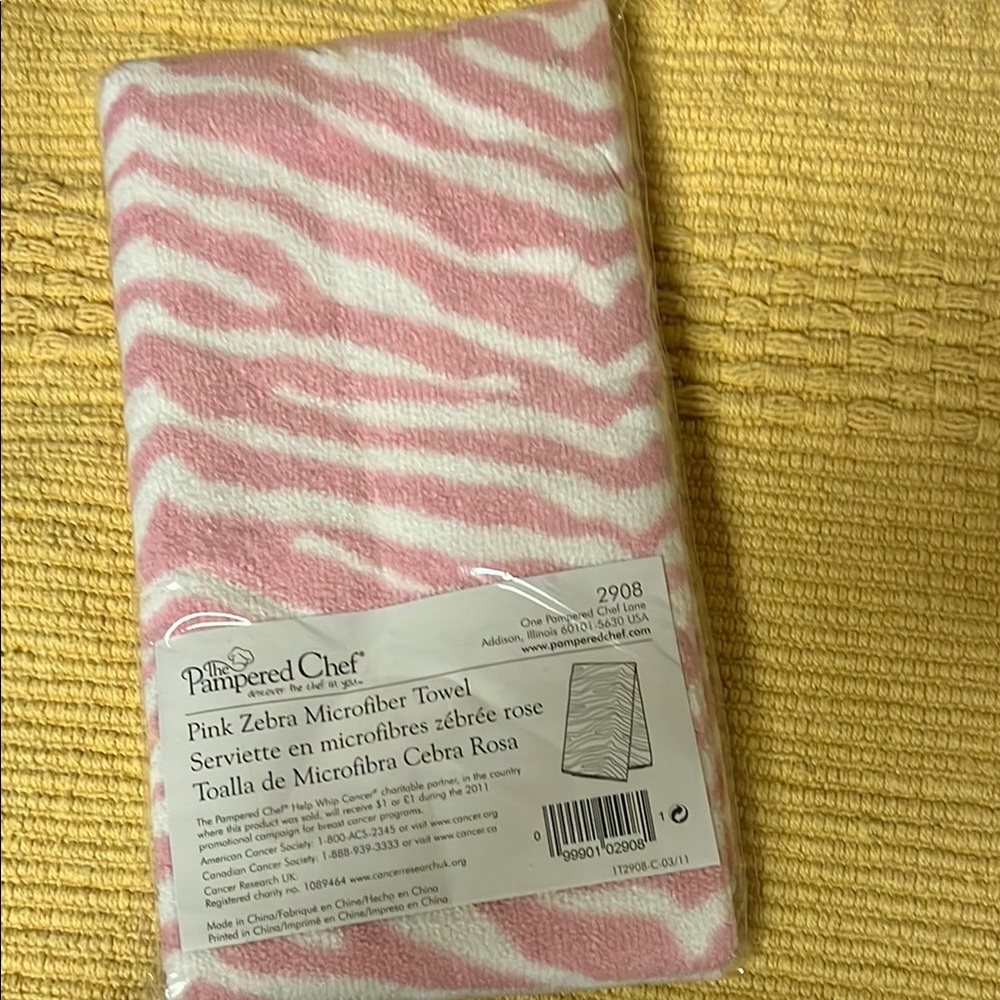 2908
One Pampered Chef Lane
Addison, Illinois 60101-5630 USA
www.pamperedchef.com
The
Pampered Chef®
discover the chef in you™
Pink Zebra Microfiber Towel
Serviette en microfibres zébrée rose
Toalla de Microfibra Cebra Rosa
The Pampered Chef® Help Whip Cancer® charitable partner, in the country
where this product was sold, will receive $1 or £1 during the 2011
promotional campaign for breast cancer programs.
American Cancer Society: 1-800-ACS-2345 or visit www.cancer.org
Canadian Cancer Society: 1-888-939-3333 or visit www.cancer.ca
Cancer Research UK:
Registered charity no. 1089464 www.cancerresearchuk.org
Made in China/Fabriqué en Chine/Hecho en China
Printed in China/Imprimé en Chine/Impreso en China
0 99901 02908 1
1T2908-C-03/11